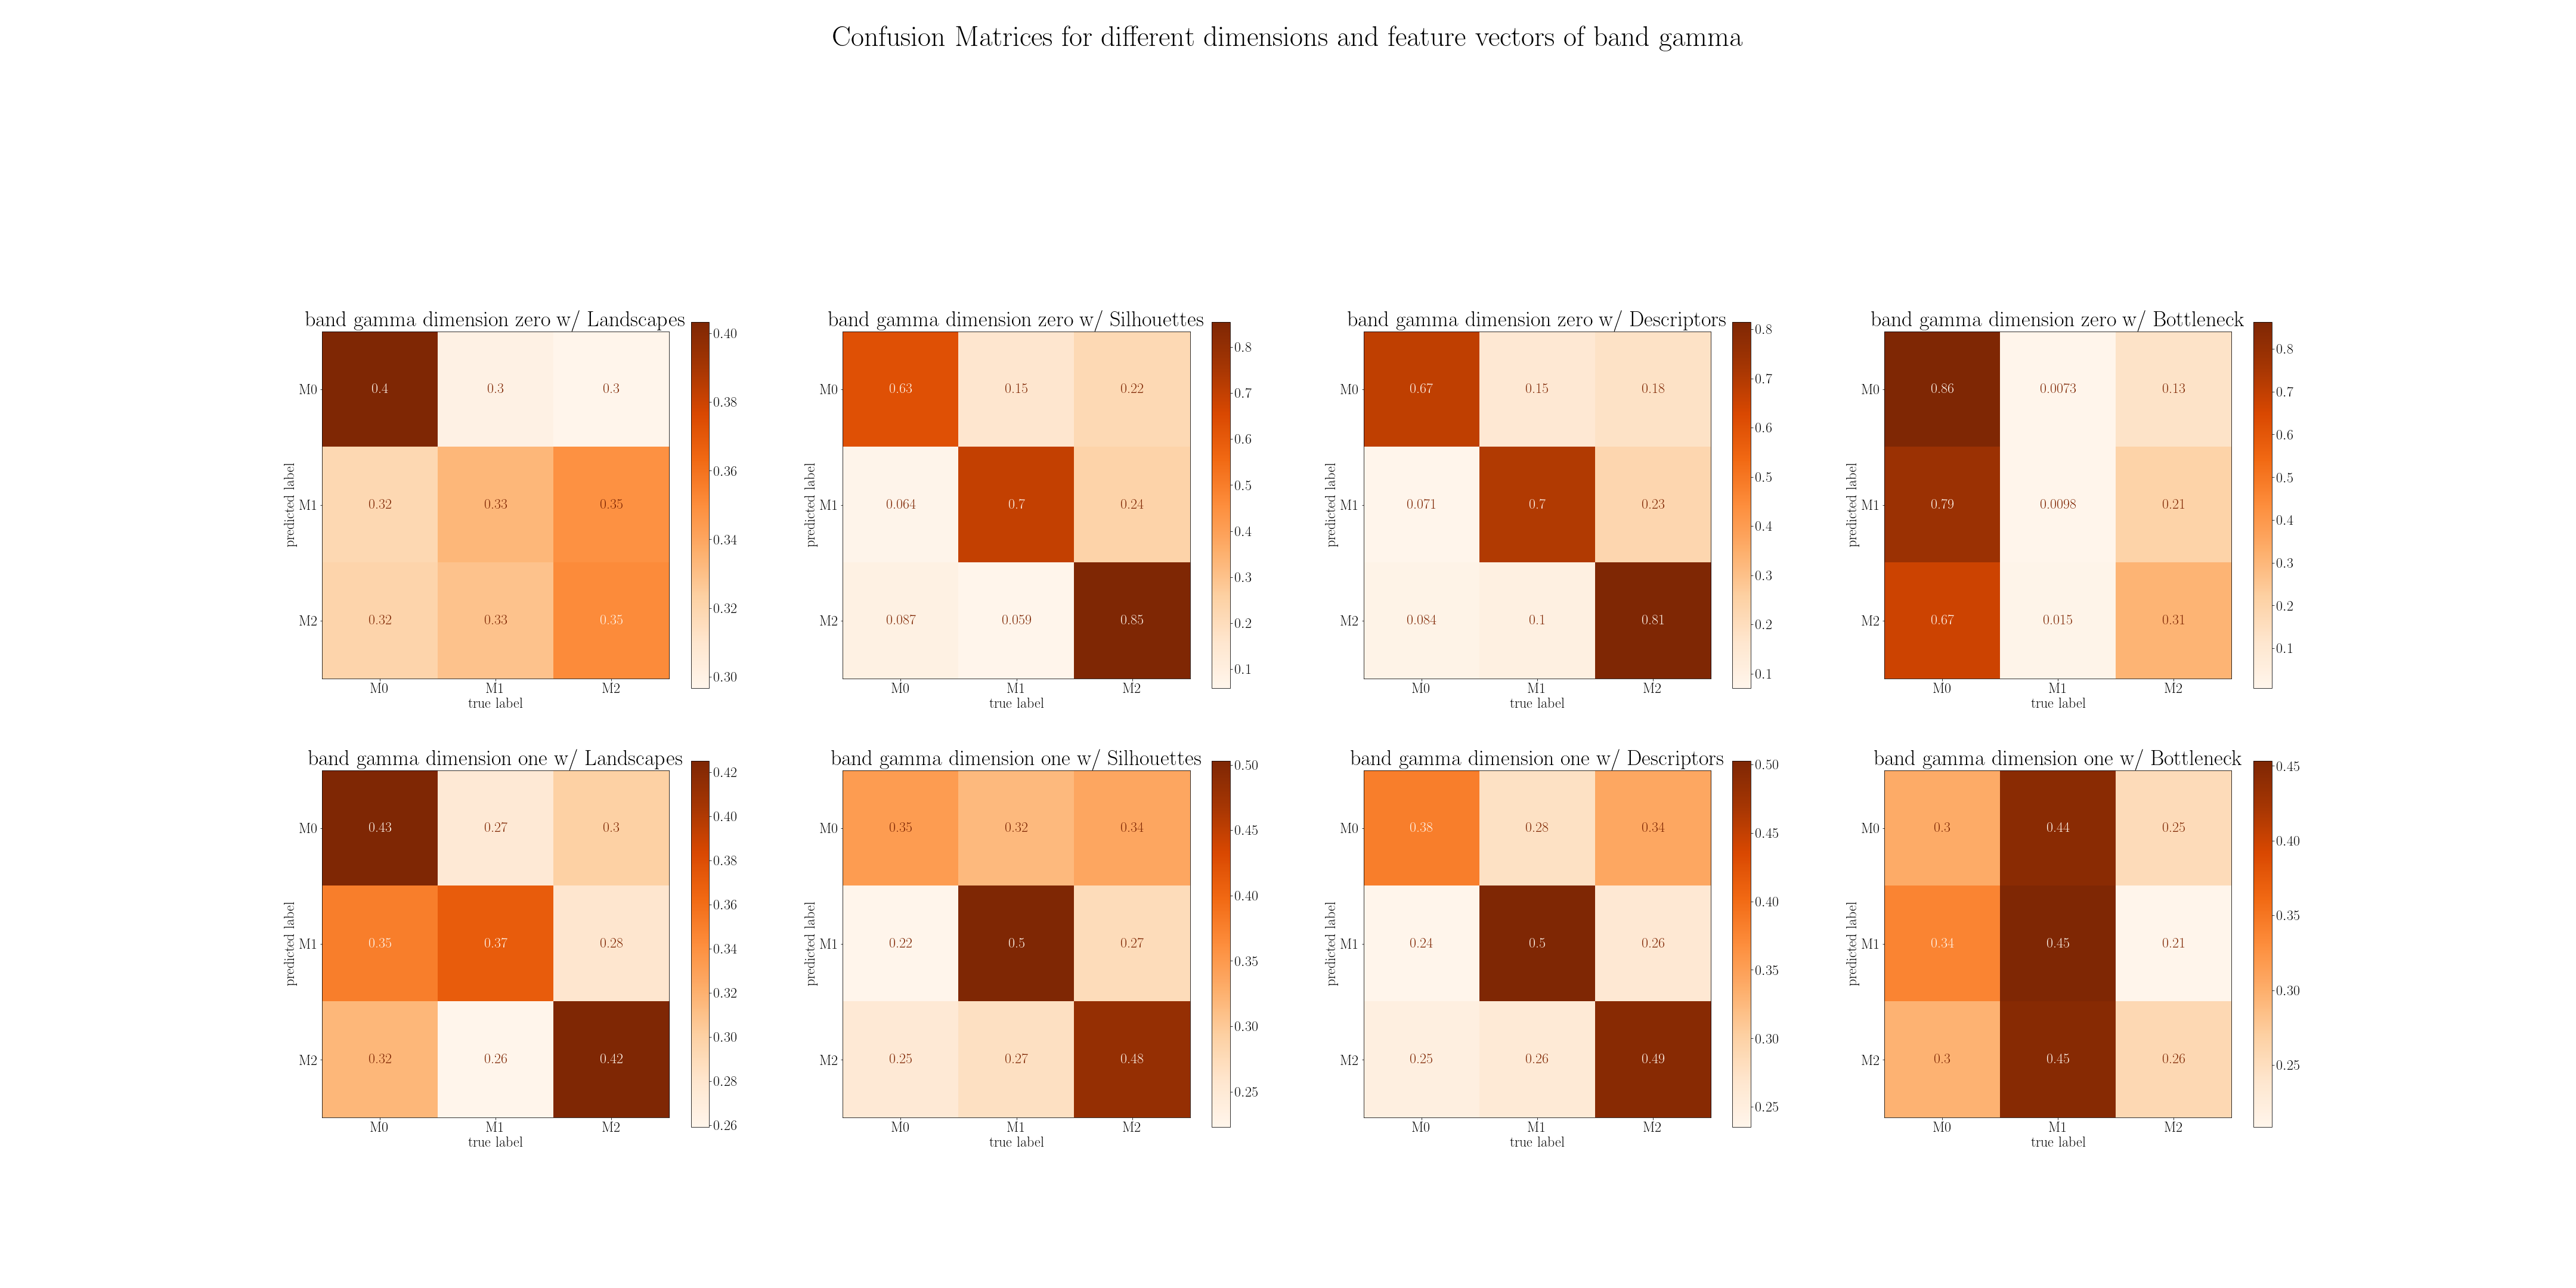 Confusion Matrices for different dimensions and feature vectors of band gamma
band gamma dimension zero w/ Landscapes
M0 0.4 0.3 0.3
M1 0.32 0.33 0.35
M2 0.32 0.33 0.35
M0 M1 M2
true label
predicted label
0.40
0.38
0.36
0.34
0.32
0.30
band gamma dimension zero w/ Silhouettes
M0 0.63 0.15 0.22
M1 0.064 0.7 0.24
M2 0.087 0.059 0.85
M0 M1 M2
true label
predicted label
0.8
0.7
0.6
0.5
0.4
0.3
0.2
0.1
band gamma dimension zero w/ Descriptors
M0 0.67 0.15 0.18
M1 0.071 0.7 0.23
M2 0.084 0.1 0.81
M0 M1 M2
true label
predicted label
0.8
0.7
0.6
0.5
0.4
0.3
0.2
0.1
band gamma dimension zero w/ Bottleneck
M0 0.86 0.0073 0.13
M1 0.79 0.0098 0.21
M2 0.67 0.015 0.31
M0 M1 M2
true label
predicted label
0.8
0.7
0.6
0.5
0.4
0.3
0.2
0.1
band gamma dimension one w/ Landscapes
M0 0.43 0.27 0.3
M1 0.35 0.37 0.28
M2 0.32 0.26 0.42
M0 M1 M2
true label
predicted label
0.42
0.40
0.38
0.36
0.34
0.32
0.30
0.28
0.26
band gamma dimension one w/ Silhouettes
M0 0.35 0.32 0.34
M1 0.22 0.5 0.27
M2 0.25 0.27 0.48
M0 M1 M2
true label
predicted label
0.50
0.45
0.40
0.35
0.30
0.25
band gamma dimension one w/ Descriptors
M0 0.38 0.28 0.34
M1 0.24 0.5 0.26
M2 0.25 0.26 0.49
M0 M1 M2
true label
predicted label
0.50
0.45
0.40
0.35
0.30
0.25
band gamma dimension one w/ Bottleneck
M0 0.3 0.44 0.25
M1 0.34 0.45 0.21
M2 0.3 0.45 0.26
M0 M1 M2
true label
predicted label
0.45
0.40
0.35
0.30
0.25